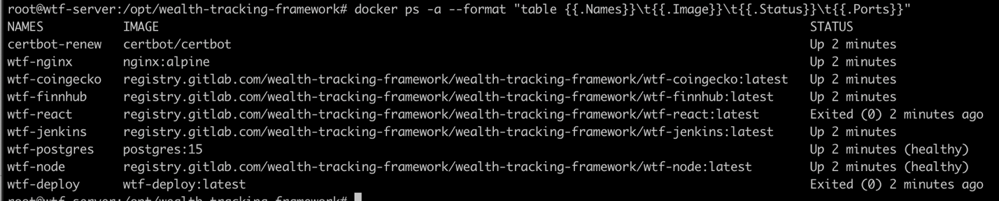 root@wtf-server:/opt/wealth-tracking-framework# docker ps -a --format "table {{.Names}}\t{{.Image}}\t{{.Status}}\t{{.Ports}}"
NAMES IMAGE STATUS
certbot-renew certbot/certbot Up 2 minutes
wtf-nginx nginx:alpine Up 2 minutes
wtf-coingecko registry.gitlab.com/wealth-tracking-framework/wealth-tracking-framework/wtf-coingecko:latest Up 2 minutes
wtf-finnhub registry.gitlab.com/wealth-tracking-framework/wealth-tracking-framework/wtf-finnhub:latest Up 2 minutes
wtf-react registry.gitlab.com/wealth-tracking-framework/wealth-tracking-framework/wtf-react:latest Exited (0) 2 minutes ago
wtf-jenkins registry.gitlab.com/wealth-tracking-framework/wealth-tracking-framework/wtf-jenkins:latest Up 2 minutes
wtf-postgres postgres:15 Up 2 minutes (healthy)
wtf-node registry.gitlab.com/wealth-tracking-framework/wealth-tracking-framework/wtf-node:latest Up 2 minutes (healthy)
wtf-deploy wtf-deploy:latest Exited (0) 2 minutes ago
root@wtf-server:/opt/wealth-tracking-framework#